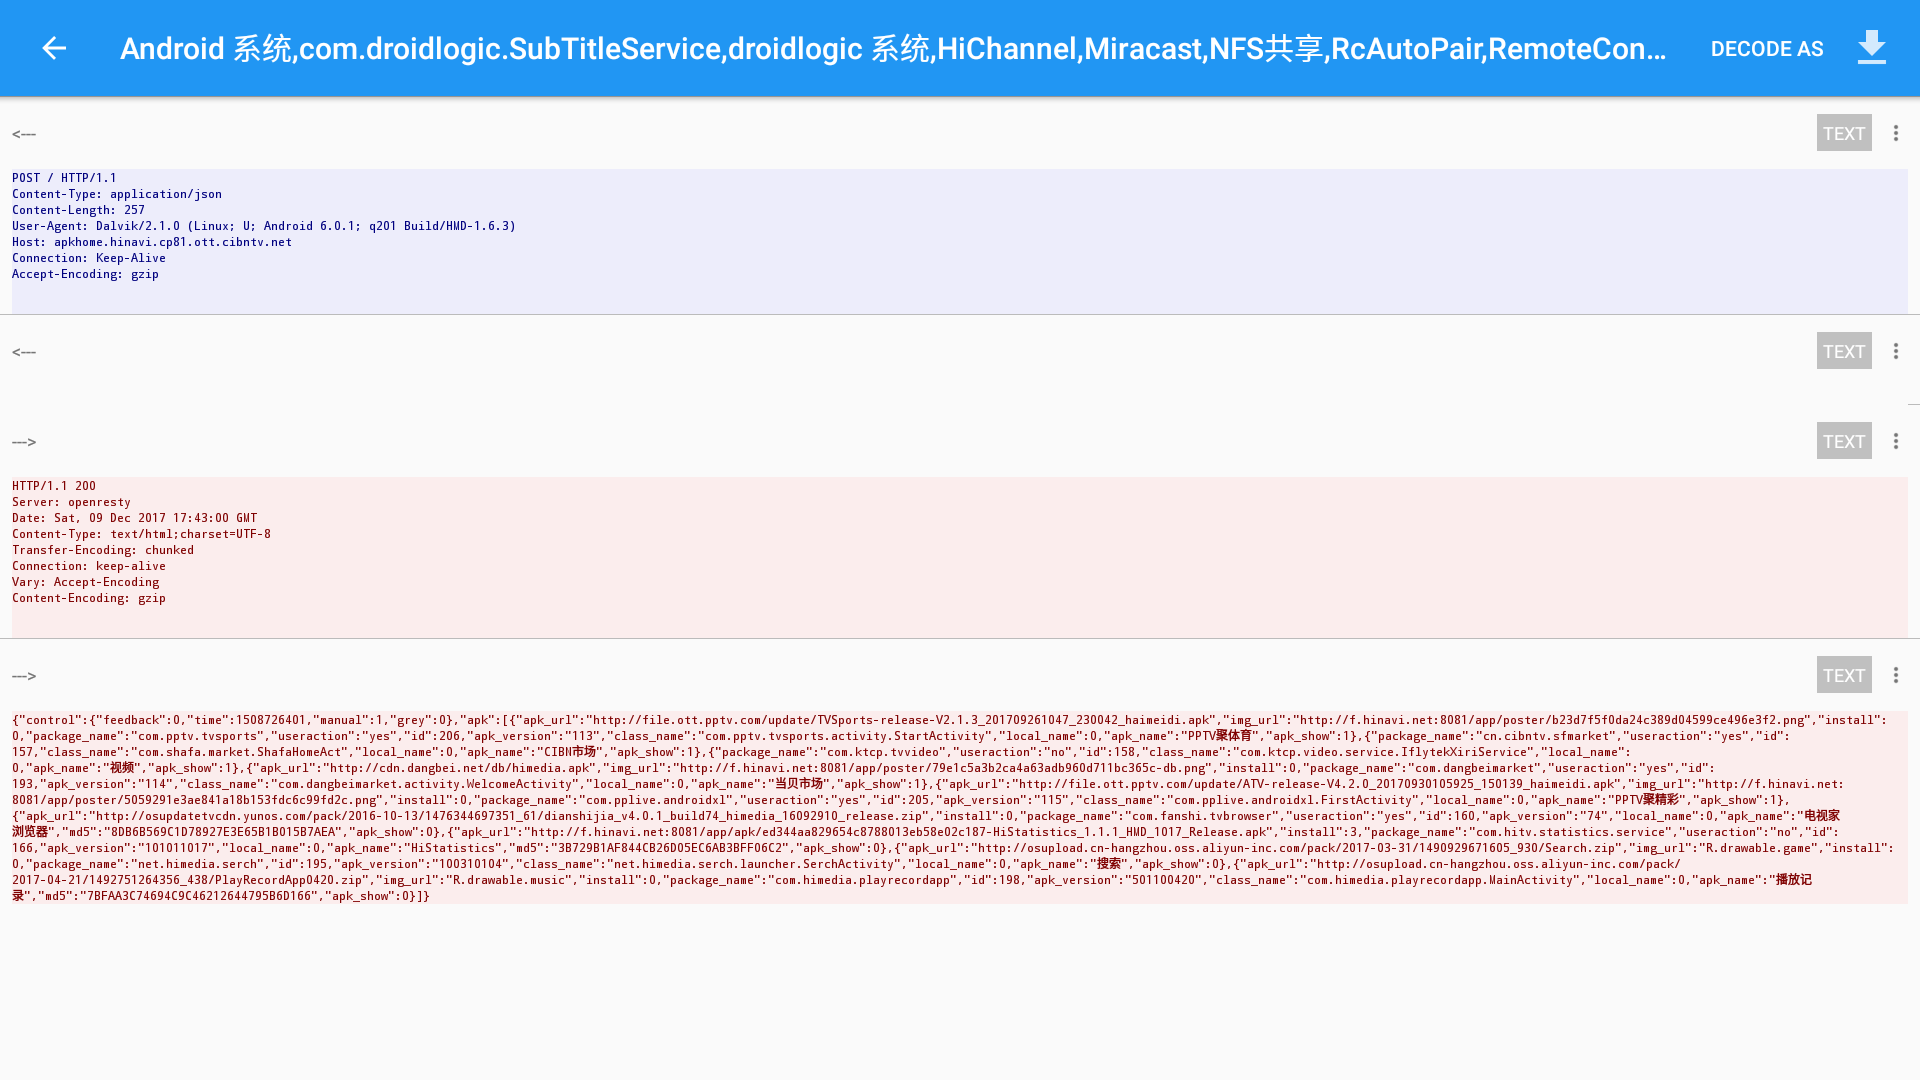 Android 系统,com.droidlogic.SubTitleService,droidlogic 系统,HiChannel,Miracast,NFS共享,RcAutoPair,RemoteCon...
DECODE AS
<---
TEXT
POST / HTTP/1.1
Content-Type: application/json
Content-Length: 257
User-Agent: Dalvik/2.1.0 (Linux; U; Android 6.0.1; q201 Build/HMD-1.6.3)
Host: apkhome.hinavi.cp81.ott.cibntv.net
Connection: Keep-Alive
Accept-Encoding: gzip
<---
TEXT
--->
TEXT
HTTP/1.1 200
Server: openresty
Date: Sat, 09 Dec 2017 17:43:00 GMT
Content-Type: text/html;charset=UTF-8
Transfer-Encoding: chunked
Connection: keep-alive
Vary: Accept-Encoding
Content-Encoding: gzip
--->
TEXT
{"control":{"feedback":0,"time":1508726401,"manual":1,"grey":0},"apk":[{"apk_url":"http://file.ott.pptv.com/update/TVSports-release-V2.1.3_201709261047_230042_haimeidi.apk","img_url":"http://f.hinavi.net:8081/app/poster/b23d7f5f0da24c389d04599ce496e3f2.png","install":
0,"package_name":"com.pptv.tvsports","useraction":"yes","id":206,"apk_version":"113","class_name":"com.pptv.tvsports.activity.StartActivity","local_name":0,"apk_name":"PPTV聚体育","apk_show":1},{"package_name":"cn.cibntv.sfmarket","useraction":"yes","id":
157,"class_name":"com.shafa.market.ShafaHomeAct","local_name":0,"apk_name":"CIBN市场","apk_show":1},{"package_name":"com.ktcp.tvvideo","useraction":"no","id":158,"class_name":"com.ktcp.video.service.IflytekXiriService","local_name":
0,"apk_name":"视频","apk_show":1},{"apk_url":"http://cdn.dangbei.net/db/himedia.apk","img_url":"http://f.hinavi.net:8081/app/poster/79e1c5a3b2ca4a63adb960d711bc365c-db.png","install":0,"package_name":"com.dangbeimarket","useraction":"yes","id":
193,"apk_version":"114","class_name":"com.dangbeimarket.activity.WelcomeActivity","local_name":0,"apk_name":"当贝市场","apk_show":1},{"apk_url":"http://file.ott.pptv.com/update/ATV-release-V4.2.0_20170930105925_150139_haimeidi.apk","img_url":"http://f.hinavi.net:
8081/app/poster/5059291e3ae841a18b153fdc6c99fd2c.png","install":0,"package_name":"com.pplive.androidxl","useraction":"yes","id":205,"apk_version":"115","class_name":"com.pplive.androidxl.FirstActivity","local_name":0,"apk_name":"PPTV聚精彩","apk_show":1},
{"apk_url":"http://osupdatetvcdn.yunos.com/pack/2016-10-13/1476344697351_61/dianshijia_v4.0.1_build74_himedia_16092910_release.zip","install":0,"package_name":"com.fanshi.tvbrowser","useraction":"yes","id":160,"apk_version":"74","local_name":0,"apk_name":"电视家
浏览器","md5":"8DB6B569C1D78927E3E65B1B015B7AEA","apk_show":0},{"apk_url":"http://f.hinavi.net:8081/app/apk/ed344aa829654c8788013eb58e02c187-HiStatistics_1.1.1_HMD_1017_Release.apk","install":3,"package_name":"com.hitv.statistics.service","useraction":"no","id":
166,"apk_version":"101011017","local_name":0,"apk_name":"HiStatistics","md5":"3B729B1AF844CB26D05EC6AB3BFF06C2","apk_show":0},{"apk_url":"http://osupload.cn-hangzhou.oss.aliyun-inc.com/pack/2017-03-31/1490929671605_930/Search.zip","img_url":"R.drawable.game","install":
0,"package_name":"net.himedia.serch","id":195,"apk_version":"100310104","class_name":"net.himedia.serch.launcher.SerchActivity","local_name":0,"apk_name":"搜索","apk_show":0},{"apk_url":"http://osupload.cn-hangzhou.oss.aliyun-inc.com/pack/
2017-04-21/1492751264356_438/PlayRecordApp0420.zip","img_url":"R.drawable.music","install":0,"package_name":"com.himedia.playrecordapp","id":198,"apk_version":"501100420","class_name":"com.himedia.playrecordapp.MainActivity","local_name":0,"apk_name":"播放记
录","md5":"7BFAA3C74694C9C46212644795B6D166","apk_show":0}]}